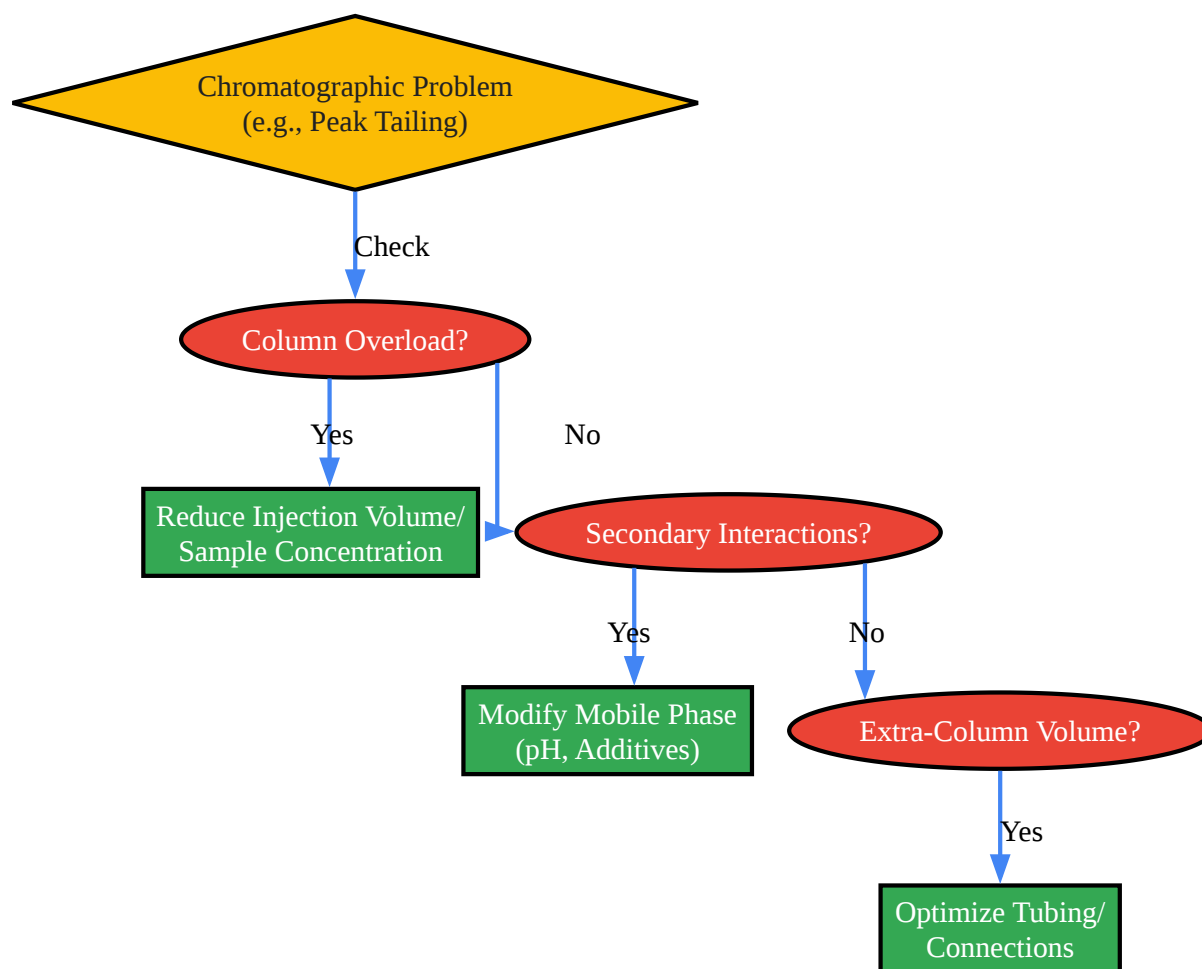 Chromatographic Problem
(e.g., Peak Tailing)
Check
Column Overload?
Yes
No
Reduce Injection Volume/
Sample Concentration
Secondary Interactions?
Yes
No
Modify Mobile Phase
(pH, Additives)
Extra-Column Volume?
Yes
Optimize Tubing/
Connections